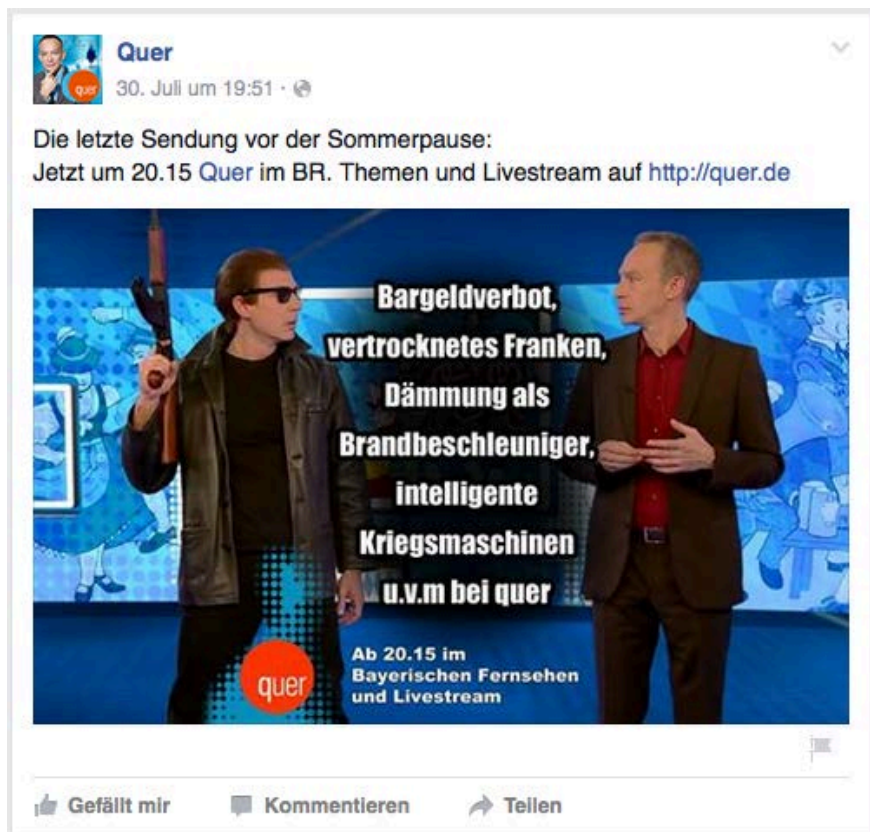 Quer
30. Juli um 19:51
Die letzte Sendung vor der Sommerpause:
Jetzt um 20.15 Quer im BR. Themen und Livestream auf http://quer.de
Bargeldverbot,
vertrocknetes Franken,
Dämmung als
Brandbeschleuniger,
intelligente
Kriegsmaschinen
u.v.m bei quer
quer
Ab 20.15 im
Bayerischen Fernsehen
und Livestream
Gefällt mir Kommentieren Teilen